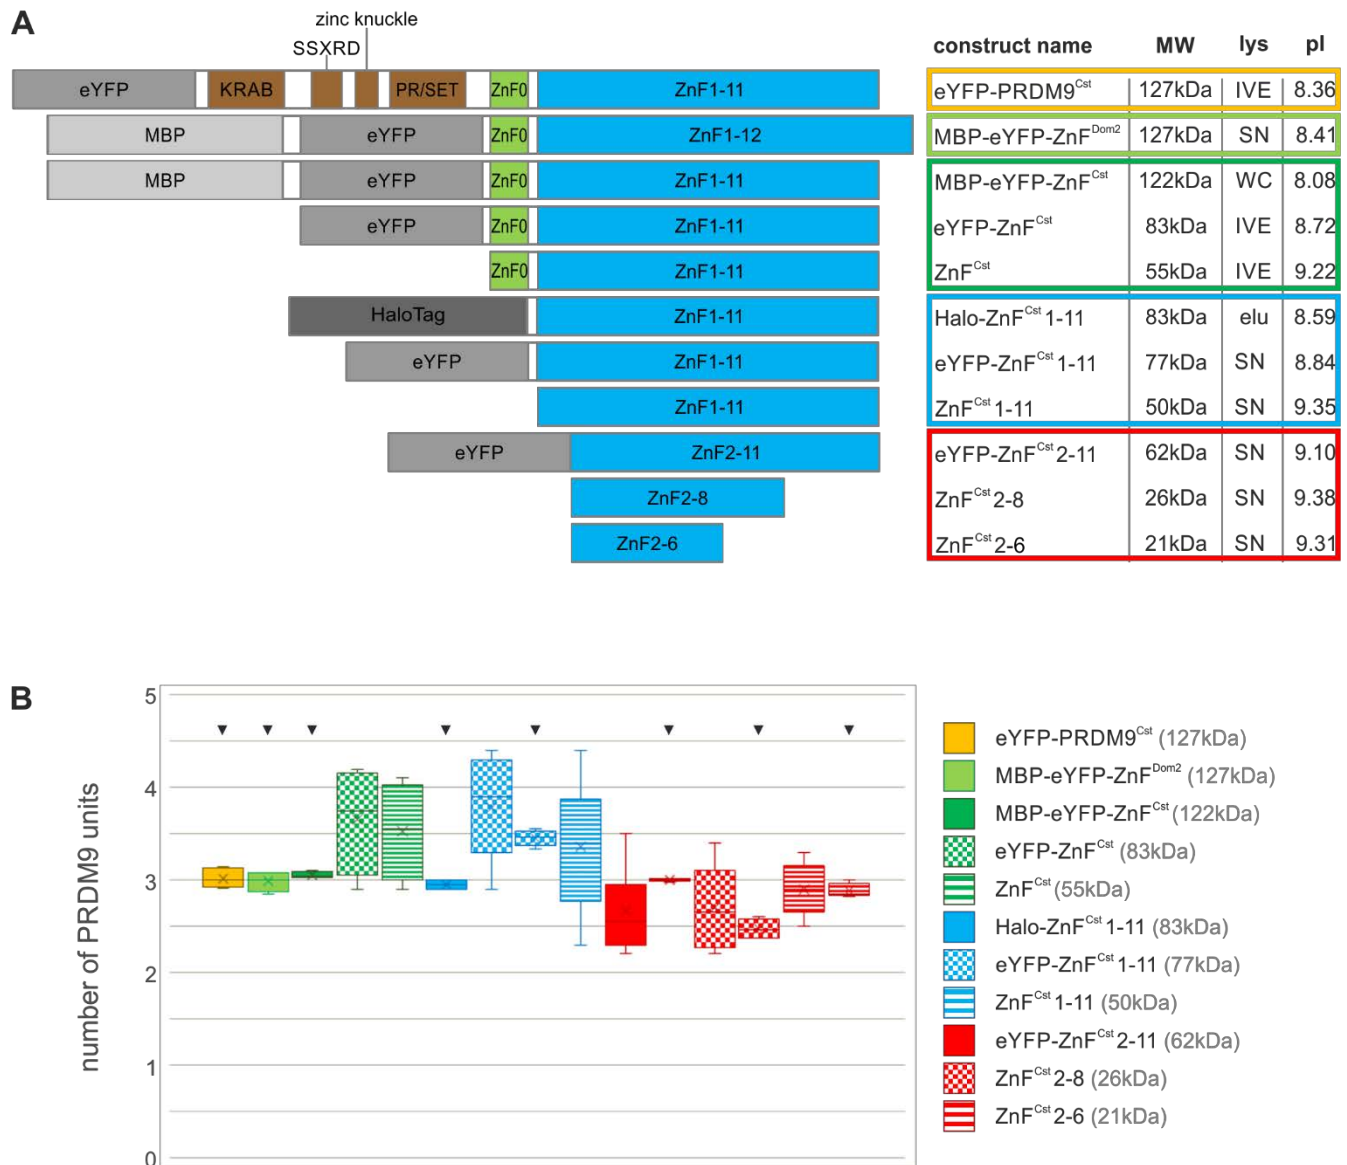 A
zinc knuckle
SSXRD
construct name MW lys pI
eYFP KRAB PR/SET ZnF0 ZnF1-11 eYFP-PRDM9Cst 127kDa IVE 8.36
MBP eYFP ZnF0 ZnF1-12 MBP-eYFP-ZnFDom2 127kDa SN 8.41
MBP eYFP ZnF0 ZnF1-11 MBP-eYFP-ZnFCst 122kDa WC 8.08
eYFP ZnF0 ZnF1-11 eYFP-ZnFCst 83kDa IVE 8.72
ZnF0 ZnF1-11 ZnFCst 55kDa IVE 9.22
HaloTag ZnF1-11 Halo-ZnFCst 1-11 83kDa elu 8.59
eYFP ZnF1-11 eYFP-ZnFCst 1-11 77kDa SN 8.84
ZnF1-11 ZnFCst 1-11 50kDa SN 9.35
eYFP ZnF2-11 eYFP-ZnFCst 2-11 62kDa SN 9.10
ZnF2-8 ZnFCst 2-8 26kDa SN 9.38
ZnF2-6 ZnFCst 2-6 21kDa SN 9.31
B
number of PRDM9 units
5
4
3
2
1
0
eYFP-PRDM9Cst (127kDa)
MBP-eYFP-ZnFDom2 (127kDa)
MBP-eYFP-ZnFCst (122kDa)
eYFP-ZnFCst (83kDa)
ZnFCst (55kDa)
Halo-ZnFCst 1-11 (83kDa)
eYFP-ZnFCst 1-11 (77kDa)
ZnFCst 1-11 (50kDa)
eYFP-ZnFCst 2-11 (62kDa)
ZnFCst 2-8 (26kDa)
ZnFCst 2-6 (21kDa)